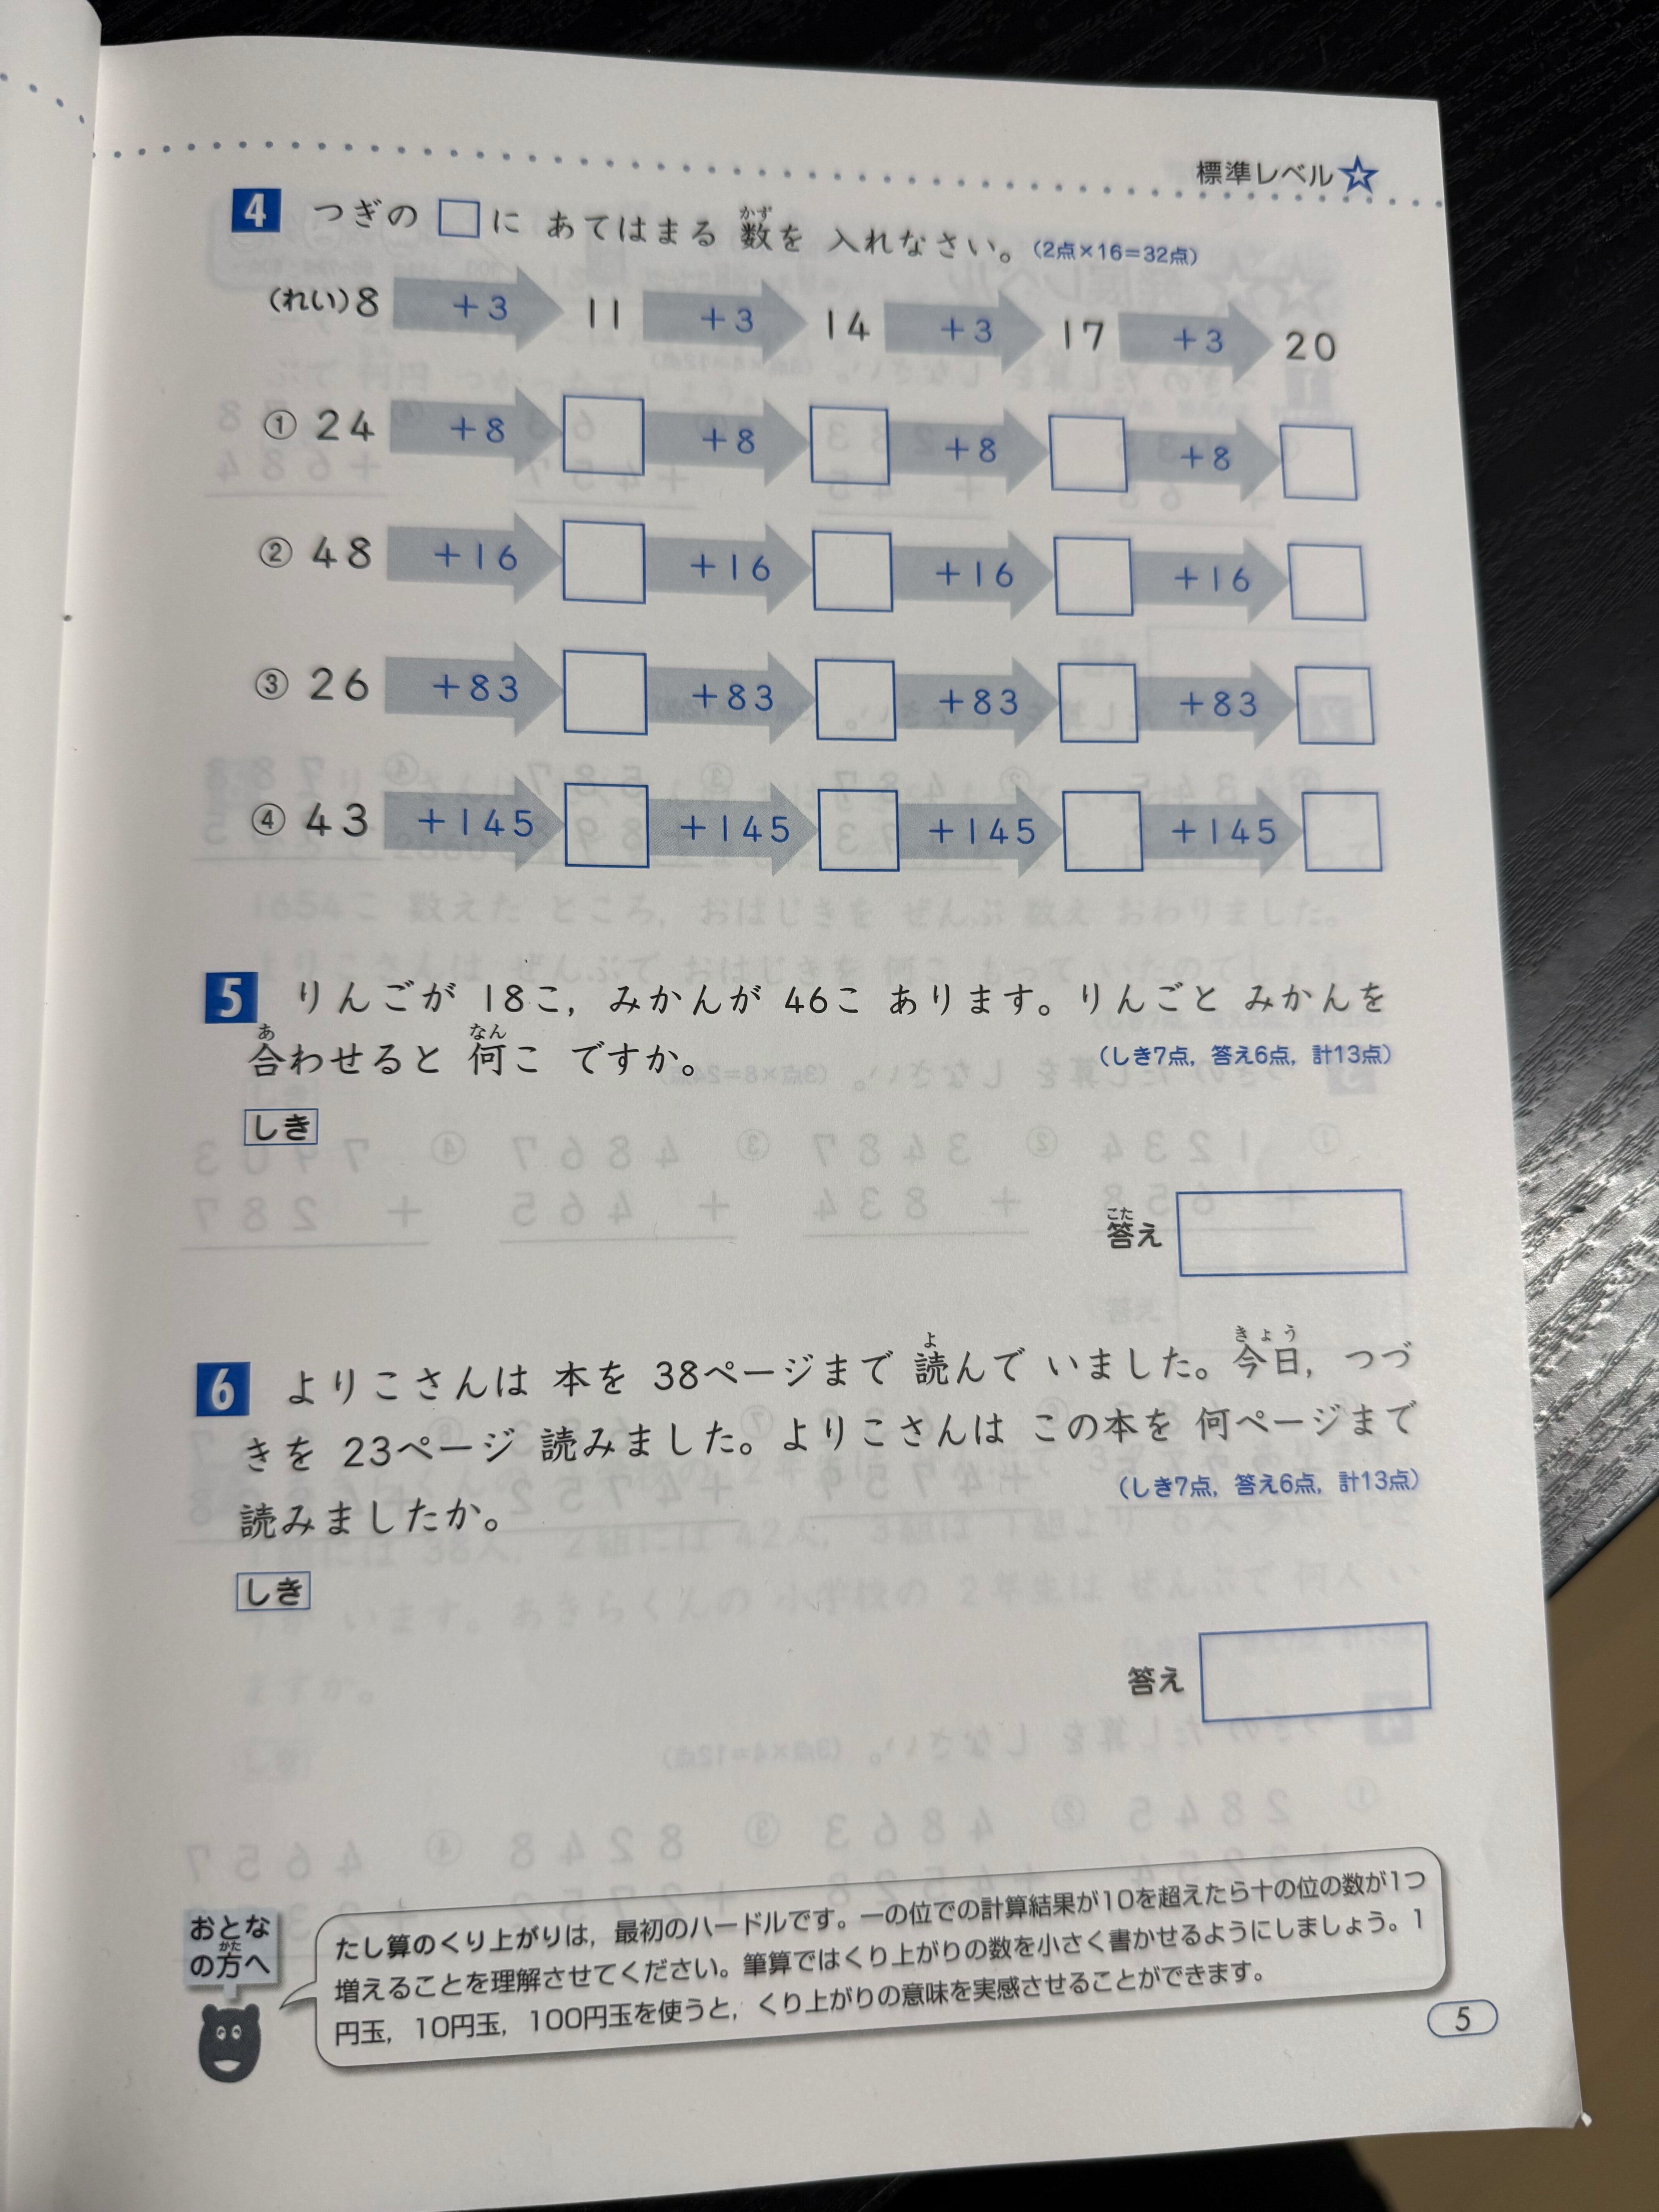 標準レベル
4 つぎの □に あてはまる 数を 入れなさい。(2点×16=32点)
かず
(れい)8 +3 11 +3 14 +3 17 +3 20
① 24 +8 +8 +8 +8
② 48 +16 +16 +16 +16
③ 26 +83 +83 +83 +83
④ 43 +145 +145 +145 +145
5 りんごが 18こ, みかんが 46こ あります。りんごと みかんを
あ なん
合わせると 何こ ですか。 (しき7点, 答え6点, 計13点)
しき
こた
答え
よ きょう
6 よりこさんは 本を 38ページまで 読んで いました。今日, つづ
きを 23ページ 読みました。よりこさんは この本を 何ページまで
読みましたか。 (しき7点, 答え6点, 計13点)
しき
答え
おとな
かた
の方へ
たし算のくり上がりは, 最初のハードルです。一の位での計算結果が10を超えたら十の位の数が1つ
増えることを理解させてください。筆算ではくり上がりの数を小さく書かせるようにしましょう。1
円玉, 10円玉, 100円玉を使うと, くり上がりの意味を実感させることができます。
5